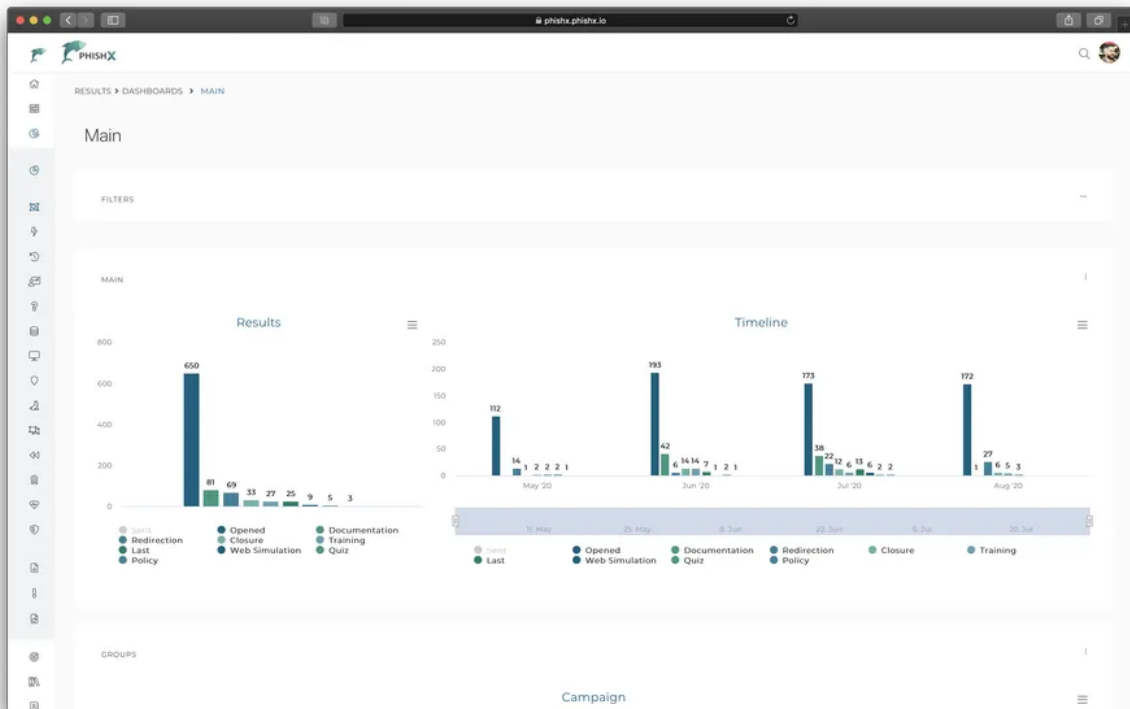 phishx.phishx.io
PHISHX
RESULTS > DASHBOARDS > MAIN
Main
FILTERS
MAIN
Results
800
600
400
200
0
650
81
69
33
27
25
9
5
3
Sent
Opened
Documentation
Redirection
Closure
Training
Last
Web Simulation
Quiz
Policy
Timeline
250
200
150
100
50
0
112
14
1
2
2
2
1
193
42
6
14
14
7
1
2
1
173
38
22
12
6
13
6
2
2
172
1
27
6
5
3
May '20
Jun '20
Jul '20
Aug '20
11. May
25. May
8. Jun
22. Jun
6. Jul
20. Jul
Sent
Opened
Documentation
Redirection
Closure
Training
Last
Web Simulation
Quiz
Policy
GROUPS
Campaign